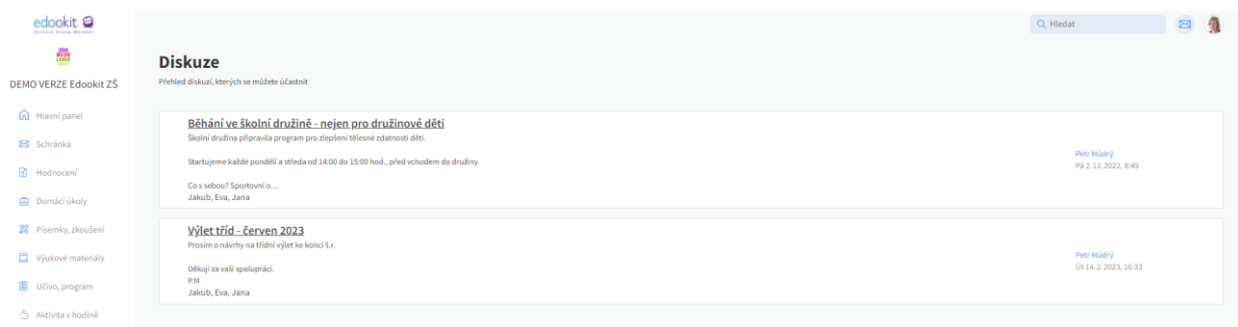 edookit
Hledat
DEMO VERZE Edookit ZŠ
Hlavní panel
Schránka
Hodnocení
Domácí úkoly
Písemky, zkoušení
Výukové materiály
Učivo, program
Aktivita v hodině
Diskuze
Přehled diskuzí, kterých se můžete účastnit
Běhání ve školní družině - nejen pro družinové děti
Školní družina připravila program pro zlepšení tělesné zdatnosti dětí.
Startujeme každé pondělí a středa od 14:00 do 15:00 hod., před vchodem do družiny.
Co s sebou? Sportovní o...
Jakub, Eva, Jana
Petr Múdrý
Pá 2. 12. 2022, 8:49
Výlet tříd - červen 2023
Prosím o návrhy na třídní výlet ke konci š.r.
Děkuji za vaši spolupráci.
P.M
Jakub, Eva, Jana
Petr Múdrý
Út 14. 2. 2023, 16:33